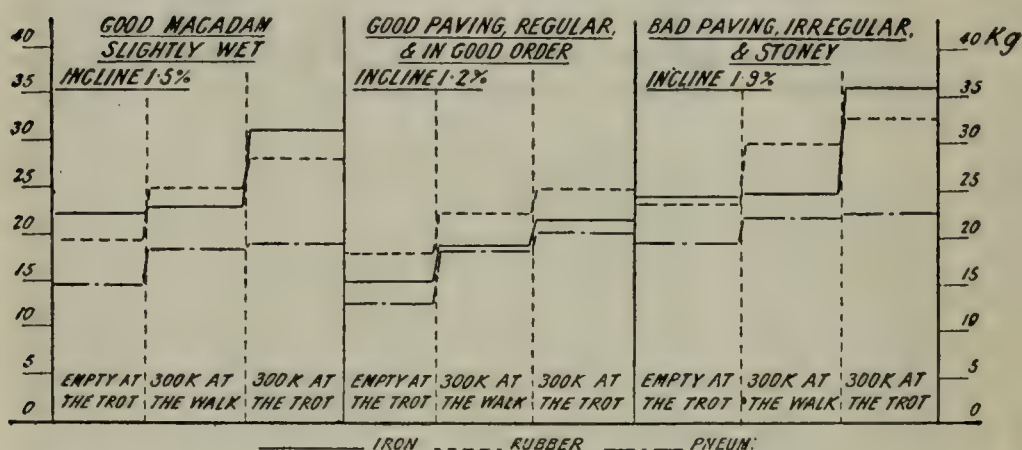 GOOD MACADAM
SLIGHTLY WET
INCLINE 1·5%
GOOD PAVING, REGULAR,
& IN GOOD ORDER
INCLINE 1·2%
BAD PAVING, IRREGULAR,
& STONEY
INCLINE 1·9%
40
35
30
25
20
15
10
5
0
40 Kg
35
30
25
20
15
10
5
0
EMPTY AT
THE TROT
300K AT
THE WALK
300K AT
THE TROT
EMPTY AT
THE TROT
300K AT
THE WALK
300K AT
THE TROT
EMPTY AT
THE TROT
300K AT
THE WALK
300K AT
THE TROT
IRON
RUBBER
PNEUM: